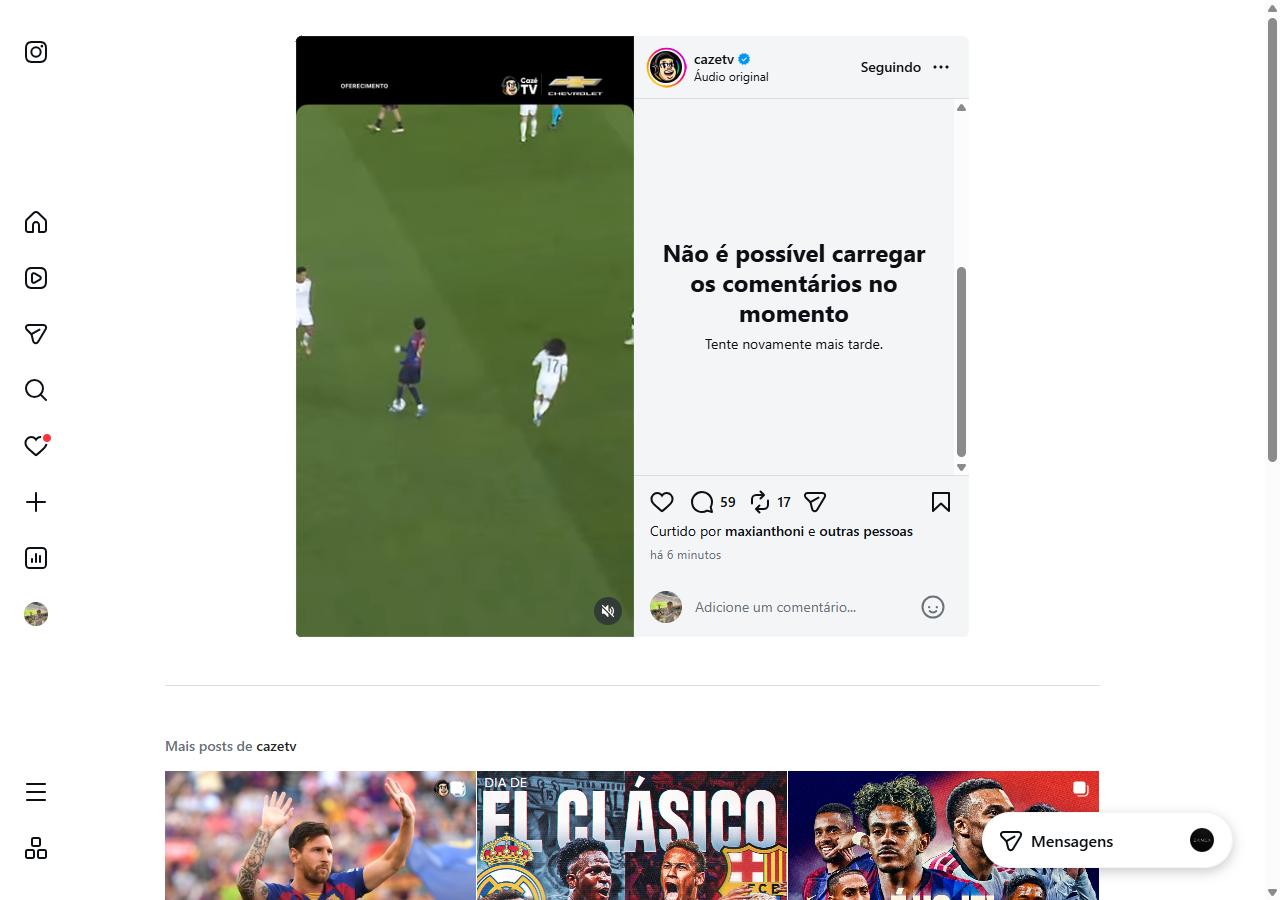 OFERECIMENTO
Cazé
TV
CHEVROLET
17
cazetv
Áudio original
Seguindo
Não é possível carregar
os comentários no
momento
Tente novamente mais tarde.
59
17
Curtido por maxianthoni e outras pessoas
há 6 minutos
Adicione um comentário...
Mais posts de cazetv
DIA DE
EL CLÁSICO
FCB
Mensagens